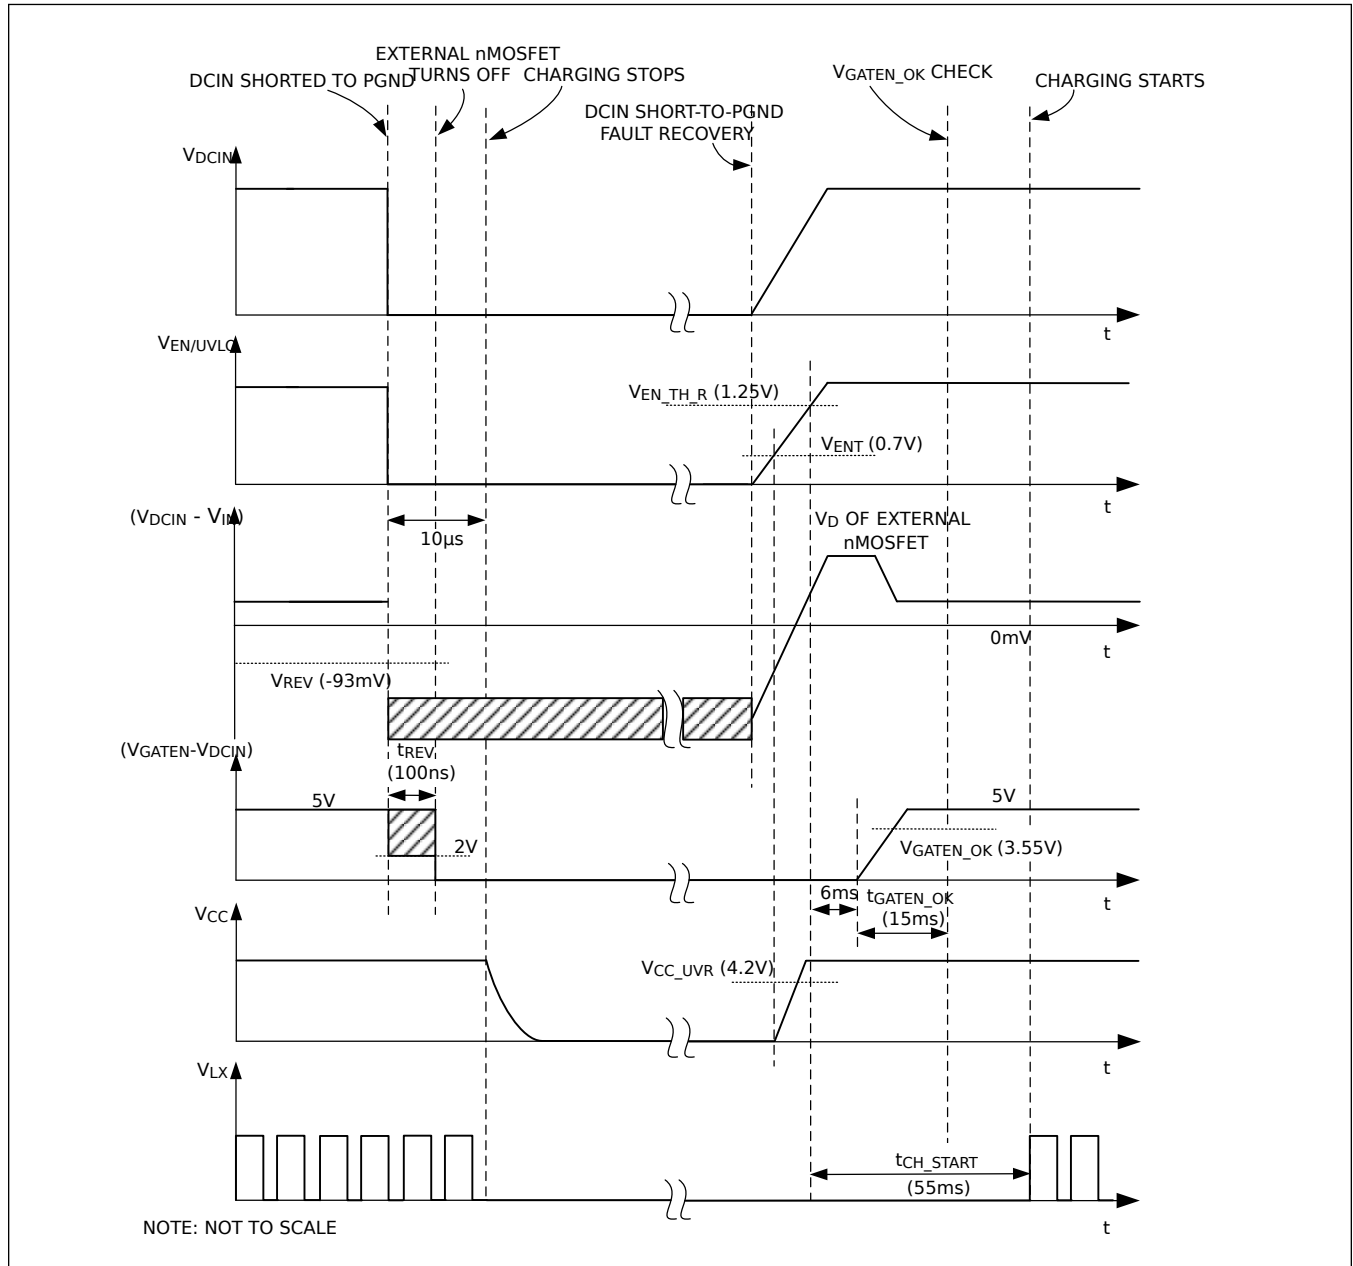 EXTERNAL nMOSFET
TURNS OFF
DCIN SHORTED TO PGND
CHARGING STOPS
VGATEN_OK CHECK
CHARGING STARTS
DCIN SHORT-TO-PGND
FAULT RECOVERY
VDCIN
t
VEN/UVLO
VEN_TH_R (1.25V)
VENT (0.7V)
t
(VDCIN - VIN)
10µs
VD OF EXTERNAL
nMOSFET
0mV
t
VREV (-93mV)
(VGATEN-VDCIN)
tREV
(100ns)
5V
2V
5V
VGATEN_OK (3.55V)
6ms
tGATEN_OK
(15ms)
t
VCC
VCC_UVR (4.2V)
t
VLX
tCH_START
(55ms)
t
NOTE: NOT TO SCALE